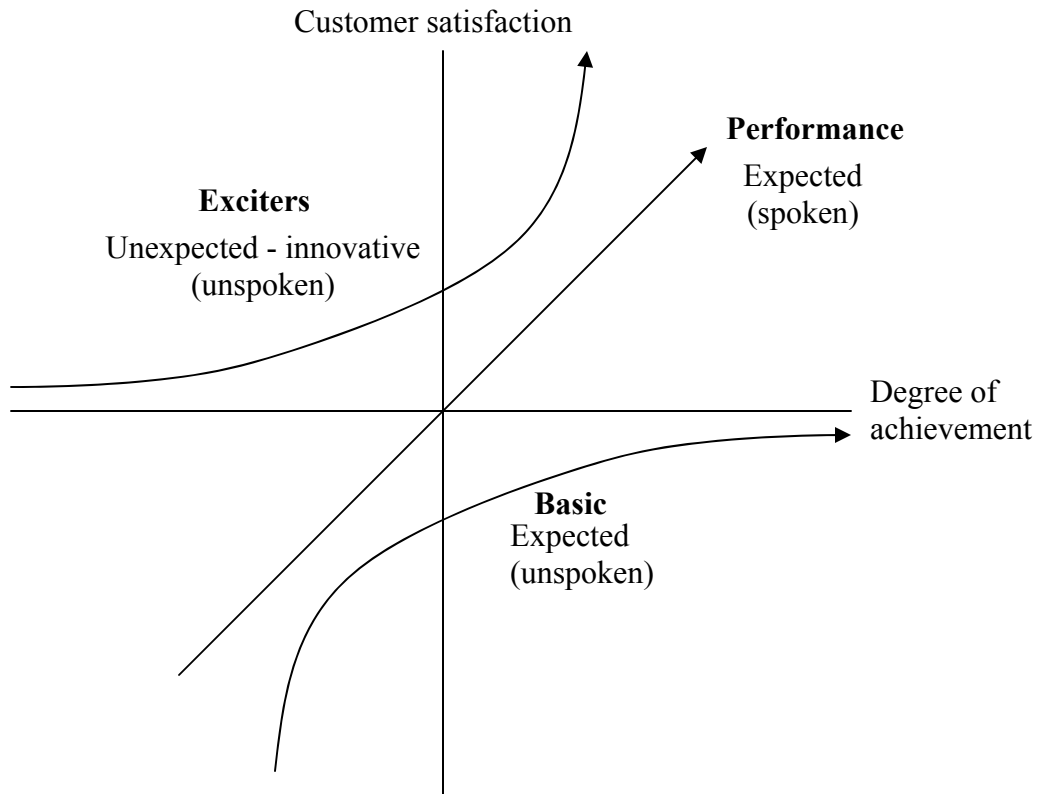 Customer satisfaction
Performance
Expected
(spoken)
Exciters
Unexpected - innovative
(unspoken)
Degree of
achievement
Basic
Expected
(unspoken)